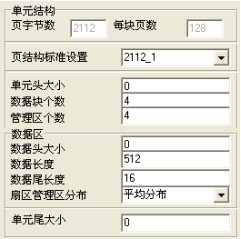 单元结构
页字节数 2112 每块页数 128
页结构标准设置 2112_1
单元头大小 0
数据块个数 4
管理区个数 4
数据区
数据头大小 0
数据长度 512
数据尾长度 16
扇区管理区分布 平均分布
单元尾大小 0